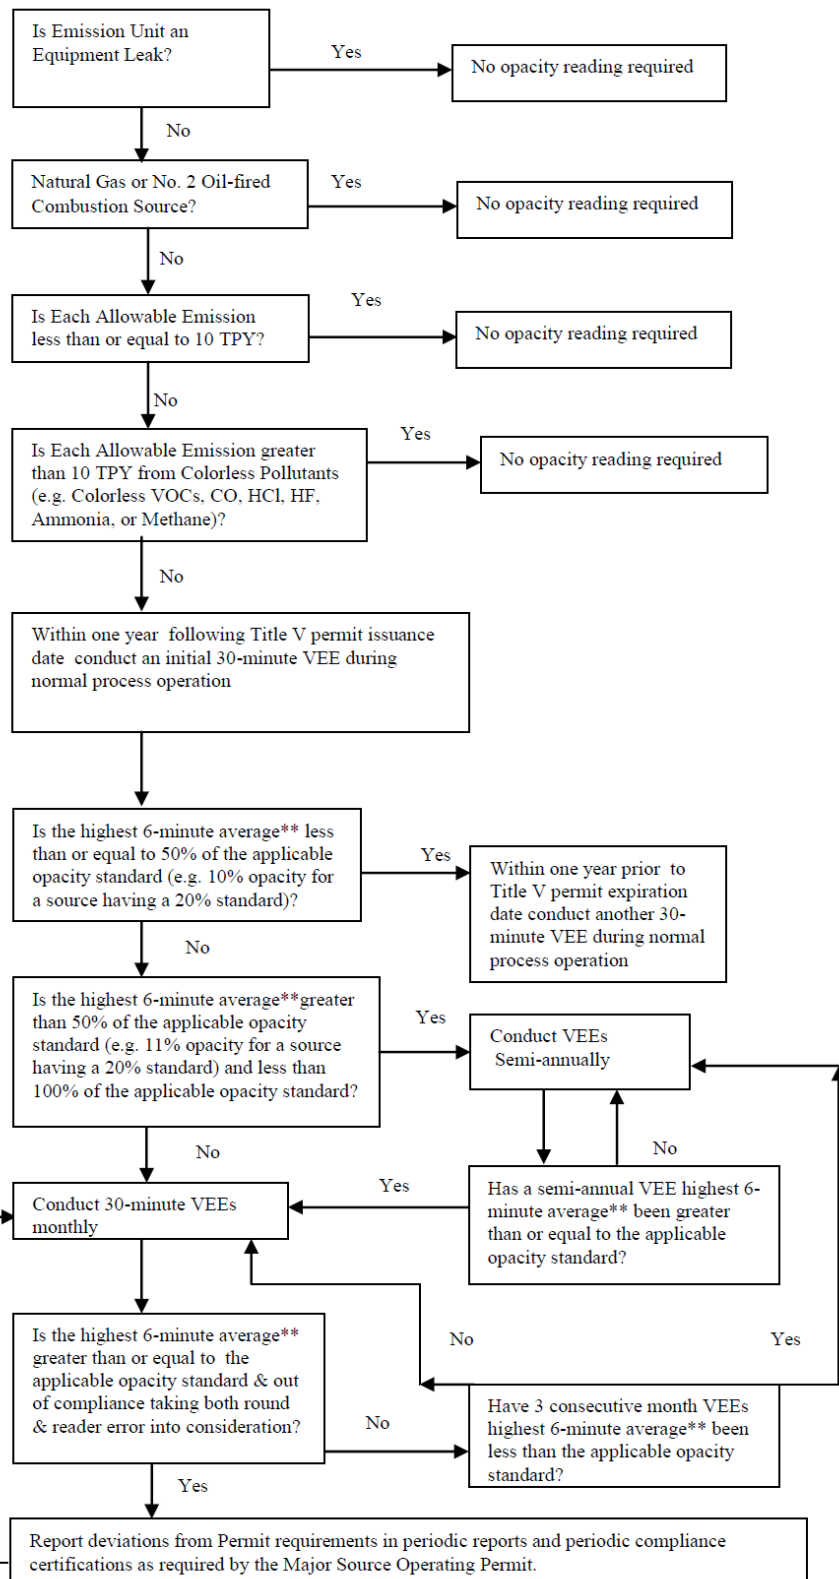 Is Emission Unit an
Equipment Leak?
Yes
No opacity reading required
No
Natural Gas or No. 2 Oil-fired
Combustion Source?
Yes
No opacity reading required
No
Is Each Allowable Emission
less than or equal to 10 TPY?
Yes
No opacity reading required
No
Is Each Allowable Emission greater
than 10 TPY from Colorless Pollutants
(e.g. Colorless VOCs, CO, HCl, HF,
Ammonia, or Methane)?
Yes
No opacity reading required
No
Within one year following Title V permit issuance
date conduct an initial 30-minute VEE during
normal process operation
Is the highest 6-minute average** less
than or equal to 50% of the applicable
opacity standard (e.g. 10% opacity for
a source having a 20% standard)?
Yes
Within one year prior to
Title V permit expiration
date conduct another 30-
minute VEE during normal
process operation
No
Is the highest 6-minute average**greater
than 50% of the applicable opacity
standard (e.g. 11% opacity for a source
having a 20% standard) and less than
100% of the applicable opacity standard?
Yes
Conduct VEEs
Semi-annually
No
No
Conduct 30-minute VEEs
monthly
Yes
Has a semi-annual VEE highest 6-
minute average** been greater
than or equal to the applicable
opacity standard?
Is the highest 6-minute average**
greater than or equal to the
applicable opacity standard & out
of compliance taking both round
& reader error into consideration?
No
Yes
No
Have 3 consecutive month VEEs
highest 6-minute average** been
less than the applicable opacity
standard?
Yes
Report deviations from Permit requirements in periodic reports and periodic compliance
certifications as required by the Major Source Operating Permit.